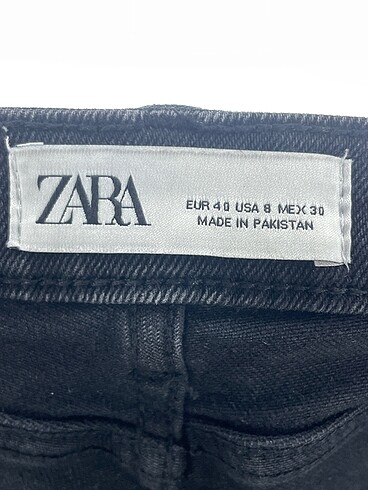 ZARA
EUR 40 USA 8 MEX 30
MADE IN PAKISTAN